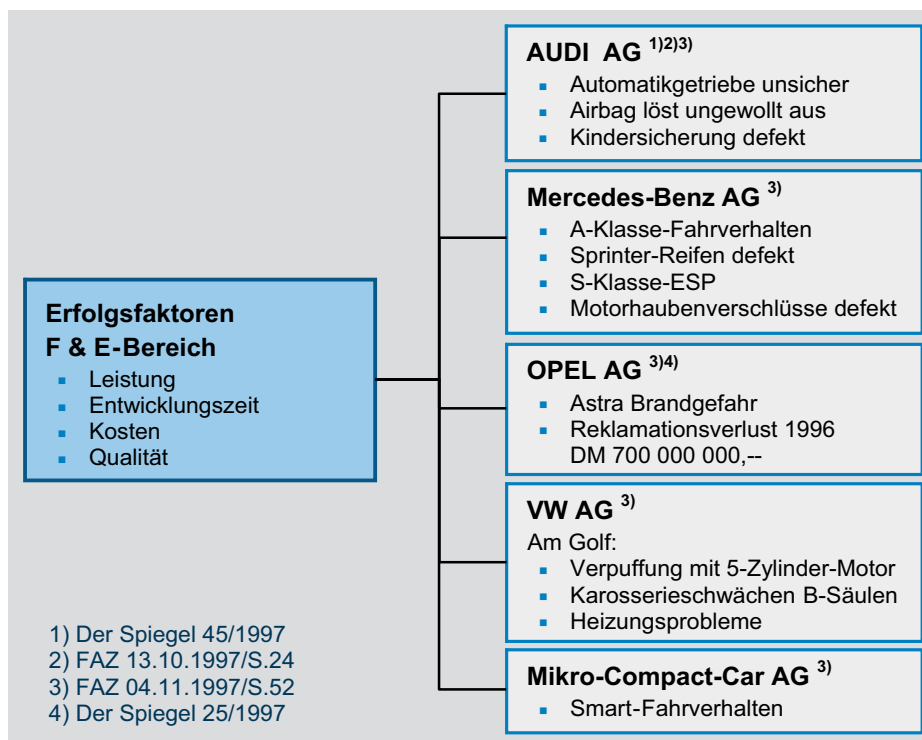 Erfolgsfaktoren
F & E-Bereich
▪ Leistung
▪ Entwicklungszeit
▪ Kosten
▪ Qualität
AUDI AG 1)2)3)
▪ Automatikgetriebe unsicher
▪ Airbag löst ungewollt aus
▪ Kindersicherung defekt
Mercedes-Benz AG 3)
▪ A-Klasse-Fahrverhalten
▪ Sprinter-Reifen defekt
▪ S-Klasse-ESP
▪ Motorhaubenverschlüsse defekt
OPEL AG 3)4)
▪ Astra Brandgefahr
▪ Reklamationsverlust 1996
DM 700 000 000,--
VW AG 3)
Am Golf:
▪ Verpuffung mit 5-Zylinder-Motor
▪ Karosserieschwächen B-Säulen
▪ Heizungsprobleme
Mikro-Compact-Car AG 3)
▪ Smart-Fahrverhalten
1) Der Spiegel 45/1997
2) FAZ 13.10.1997/S.24
3) FAZ 04.11.1997/S.52
4) Der Spiegel 25/1997